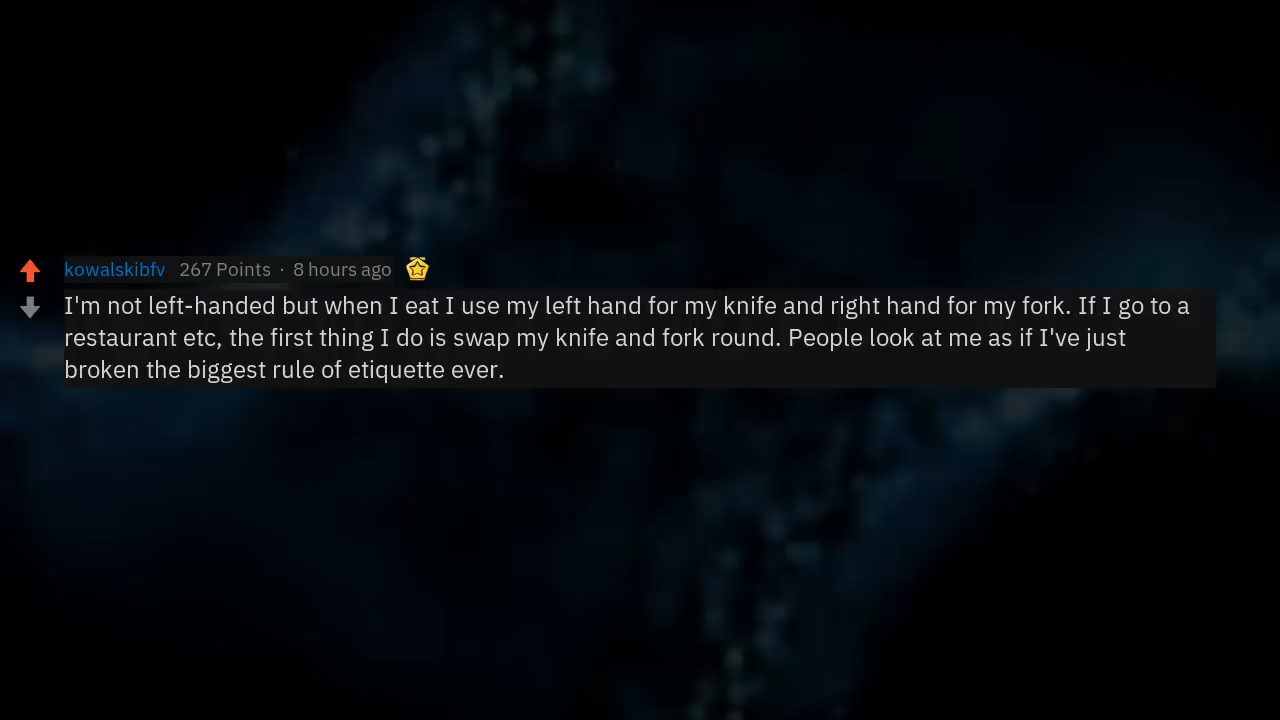 kowalskibfv 267 Points · 8 hours ago
I'm not left-handed but when I eat I use my left hand for my knife and right hand for my fork. If I go to a
restaurant etc, the first thing I do is swap my knife and fork round. People look at me as if I've just
broken the biggest rule of etiquette ever.